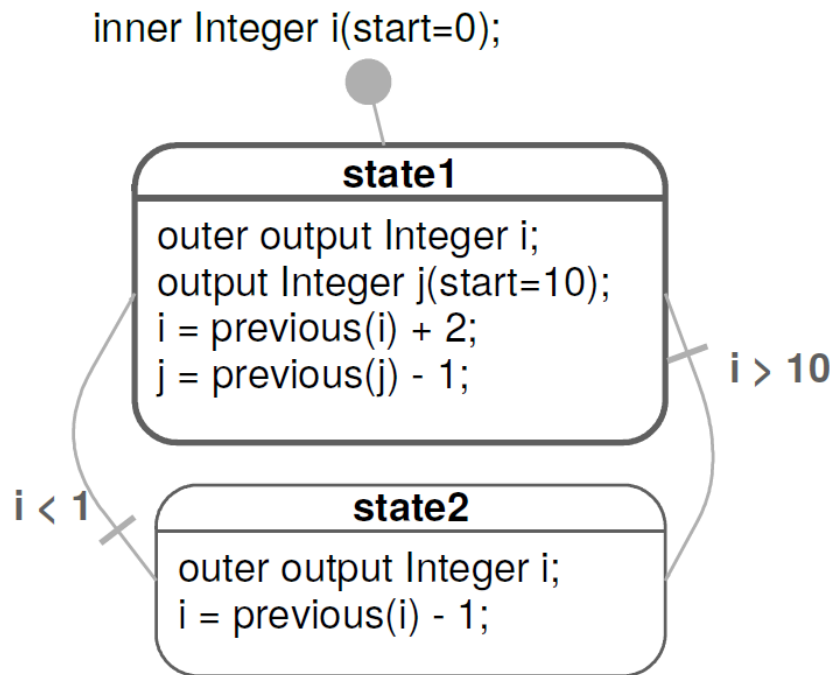 inner Integer i(start=0);
state1
outer output Integer i;
output Integer j(start=10);
i = previous(i) + 2;
j = previous(j) - 1;
i > 10
i < 1
state2
outer output Integer i;
i = previous(i) - 1;